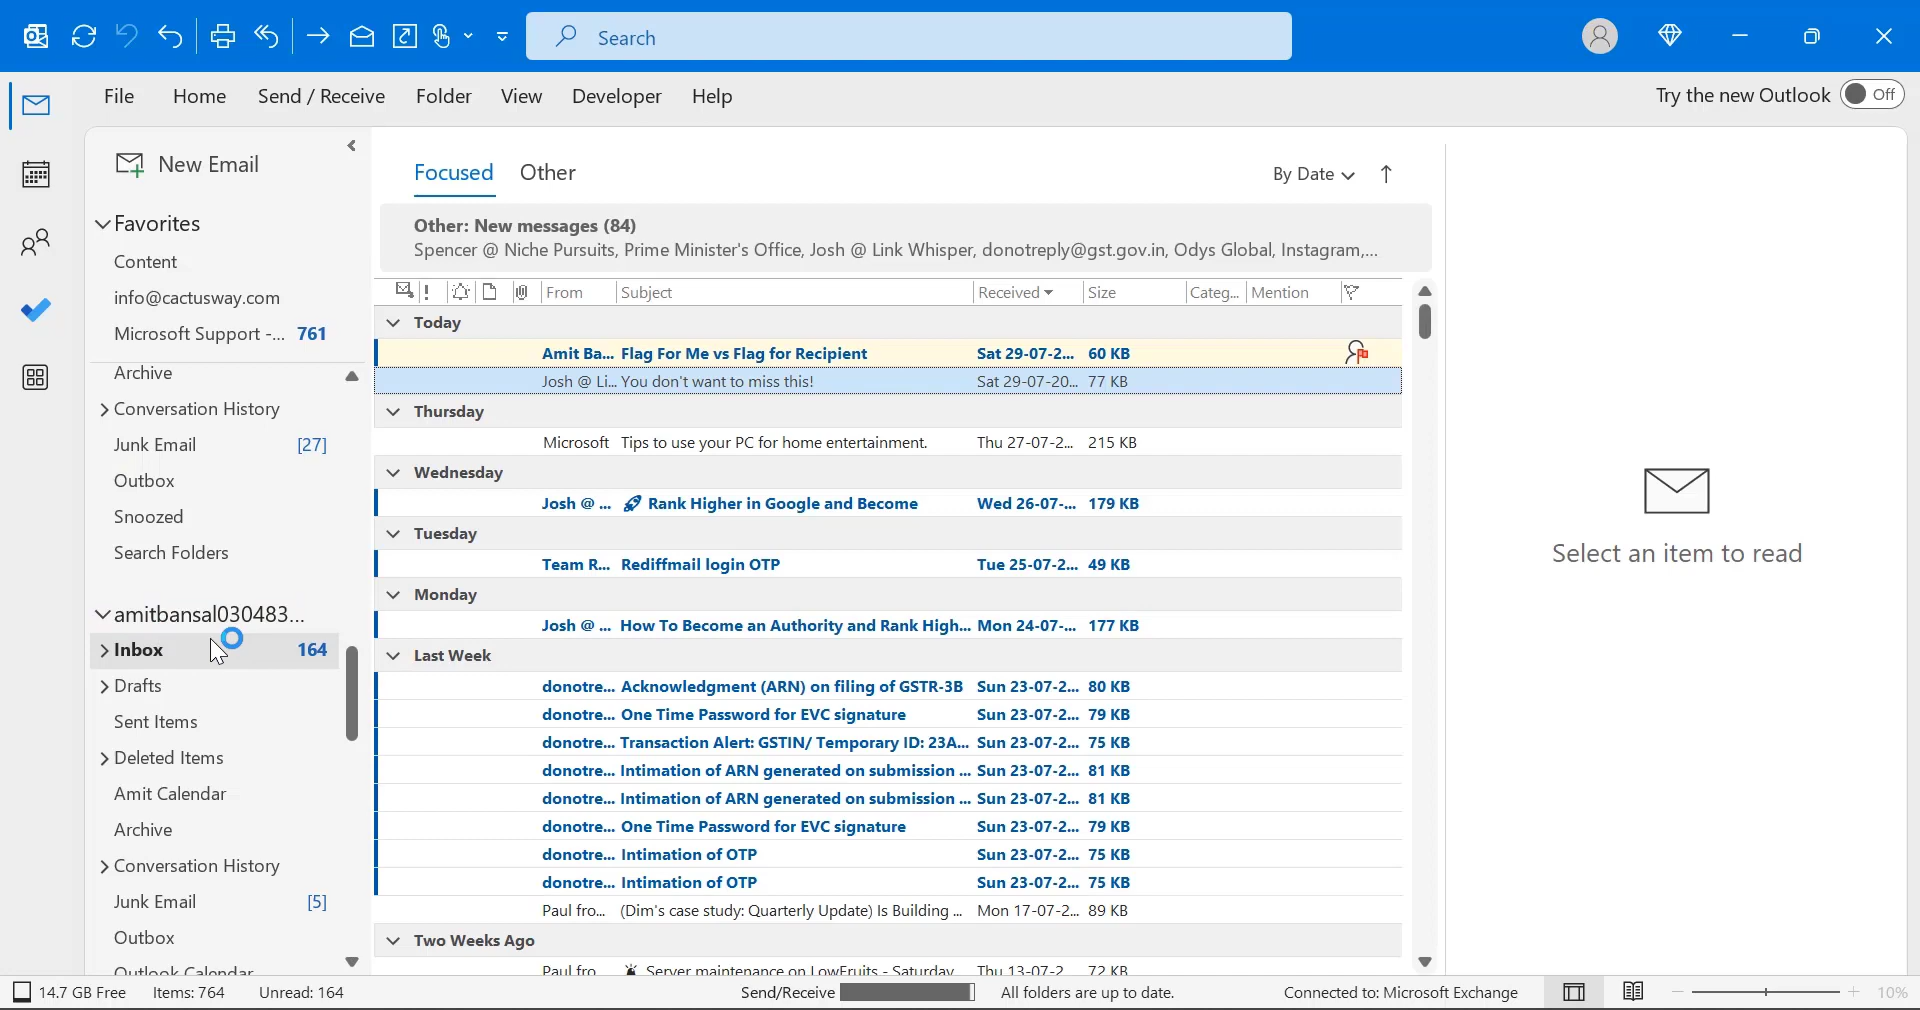 Search
File Home Send / Receive Folder View Developer Help Try the new Outlook Off
New Email
Favorites
Content
info@cactusway.com
Microsoft Support -... 761
Archive
Conversation History
Junk Email [27]
Outbox
Snoozed
Search Folders
amitbansal030483...
Inbox 164
Drafts
Sent Items
Deleted Items
Amit Calendar
Archive
Conversation History
Junk Email [5]
Outbox
Outlook Calendar
Focused Other By Date
Other: New messages (84)
Spencer @ Niche Pursuits, Prime Minister's Office, Josh @ Link Whisper, donotreply@gst.gov.in, Odys Global, Instagram,...
! From Subject Received Size Categ... Mention
Today
Amit Ba... Flag For Me vs Flag for Recipient Sat 29-07-2... 60 KB
Josh @ Li... You don't want to miss this! Sat 29-07-20... 77 KB
Thursday
Microsoft Tips to use your PC for home entertainment. Thu 27-07-2... 215 KB
Wednesday
Josh @ ... 🚀 Rank Higher in Google and Become Wed 26-07-... 179 KB
Tuesday
Team R... Rediffmail login OTP Tue 25-07-2... 49 KB
Monday
Josh @ ... How To Become an Authority and Rank High... Mon 24-07-... 177 KB
Last Week
donotre... Acknowledgment (ARN) on filing of GSTR-3B Sun 23-07-2... 80 KB
donotre... One Time Password for EVC signature Sun 23-07-2... 79 KB
donotre... Transaction Alert: GSTIN/ Temporary ID: 23A... Sun 23-07-2... 75 KB
donotre... Intimation of ARN generated on submission ... Sun 23-07-2... 81 KB
donotre... Intimation of ARN generated on submission ... Sun 23-07-2... 81 KB
donotre... One Time Password for EVC signature Sun 23-07-2... 79 KB
donotre... Intimation of OTP Sun 23-07-2... 75 KB
donotre... Intimation of OTP Sun 23-07-2... 75 KB
Paul fro... (Dim's case study: Quarterly Update) Is Building ... Mon 17-07-2... 89 KB
Two Weeks Ago
Paul fro... Server maintenance on LowFruits - Saturday Thu 13-07-2... 72 KB
Select an item to read
14.7 GB Free Items: 764 Unread: 164 Send/Receive All folders are up to date. Connected to: Microsoft Exchange 10%